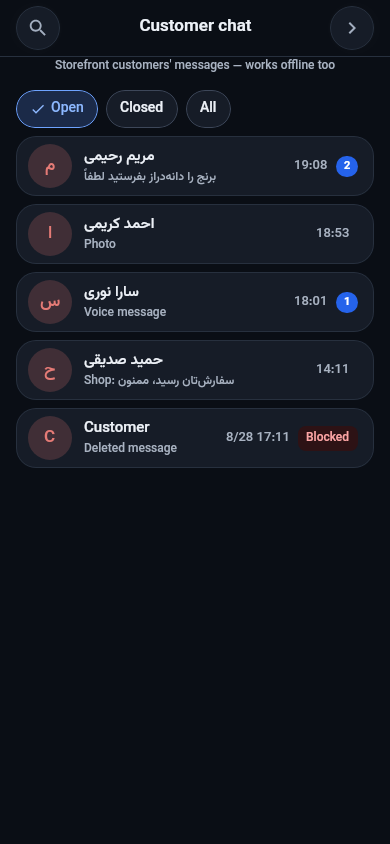 Customer chat
Storefront customers' messages — works offline too
Open
Closed
All
م
مریم رحیمی
برنج را دانه‌دراز بفرستید لطفاً
19:08
2
ا
احمد کریمی
Photo
18:53
س
سارا نوری
Voice message
18:01
1
ح
حمید صدیقی
Shop: سفارش‌تان رسید، ممنون
14:11
C
Customer
Deleted message
8/28 17:11
Blocked